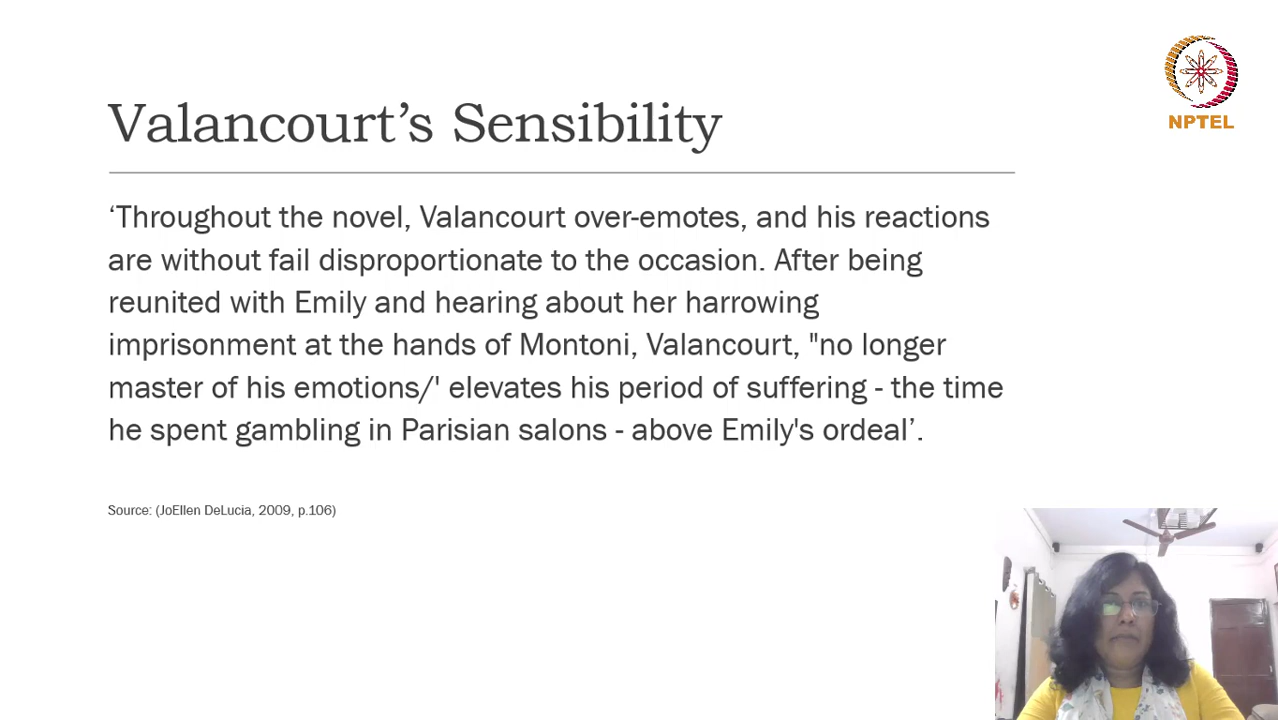 NPTEL
Valancourt’s Sensibility
‘Throughout the novel, Valancourt over-emotes, and his reactions
are without fail disproportionate to the occasion. After being
reunited with Emily and hearing about her harrowing
imprisonment at the hands of Montoni, Valancourt, "no longer
master of his emotions/' elevates his period of suffering - the time
he spent gambling in Parisian salons - above Emily's ordeal’.
Source: (JoEllen DeLucia, 2009, p.106)